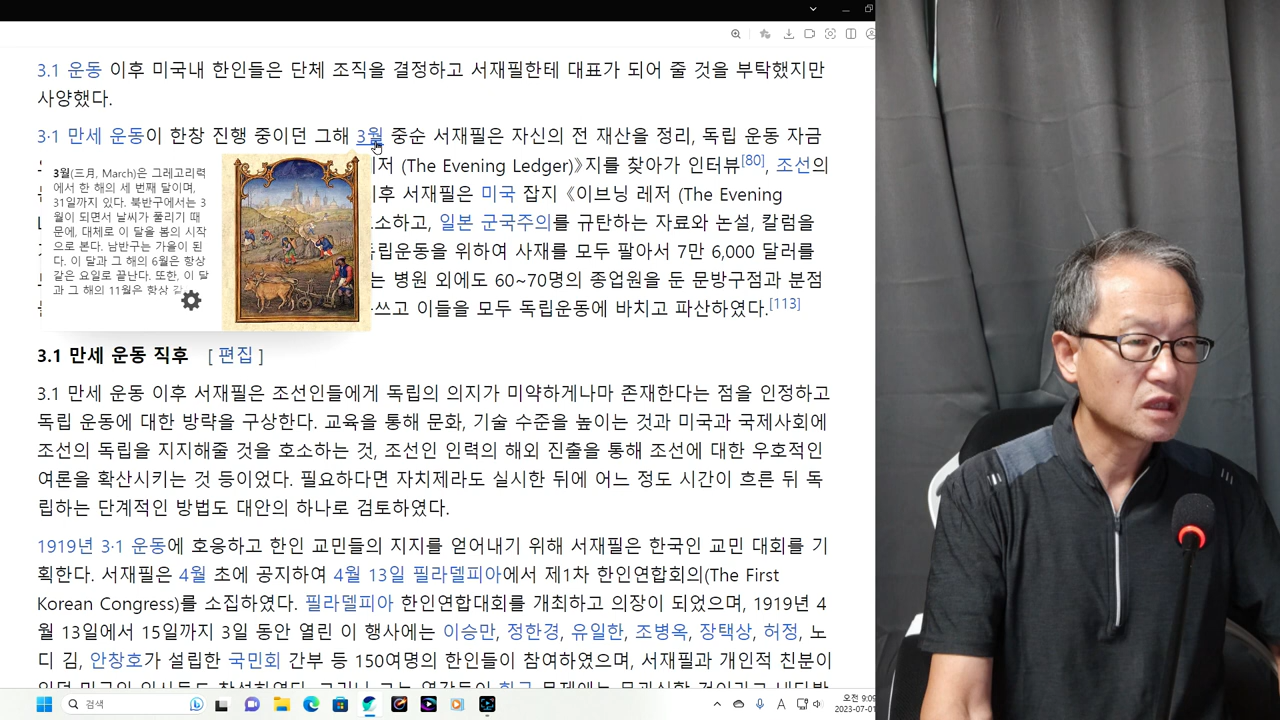 3.1 운동 이후 미국내 한인들은 단체 조직을 결정하고 서재필한테 대표가 되어 줄 것을 부탁했지만
사양했다.
3·1 만세 운동이 한창 진행 중이던 그해 3월 중순 서재필은 자신의 전 재산을 정리, 독립 운동 자금
저 (The Evening Ledger)》지를 찾아가 인터뷰[80], 조선의
후 서재필은 미국 잡지 《이브닝 레저 (The Evening
소하고, 일본 군국주의를 규탄하는 자료와 논설, 칼럼을
독립운동을 위하여 사재를 모두 팔아서 7만 6,000 달러를
는 병원 외에도 60~70명의 종업원을 둔 문방구점과 분점
쓰고 이들을 모두 독립운동에 바치고 파산하였다.[113]
3월(三月, March)은 그레고리력
에서 한 해의 세 번째 달이며,
31일까지 있다. 북반구에서는 3
월이 되면서 날씨가 풀리기 때
문에, 대체로 이 달을 봄의 시작
으로 본다. 남반구는 가을이 된
다. 이 달과 그 해의 6월은 항상
같은 요일로 끝난다. 또한, 이 달
과 그 해의 11월은 항상
3.1 만세 운동 직후 [ 편집 ]
3.1 만세 운동 이후 서재필은 조선인들에게 독립의 의지가 미약하게나마 존재한다는 점을 인정하고
독립 운동에 대한 방략을 구상한다. 교육을 통해 문화, 기술 수준을 높이는 것과 미국과 국제사회에
조선의 독립을 지지해줄 것을 호소하는 것, 조선인 인력의 해외 진출을 통해 조선에 대한 우호적인
여론을 확산시키는 것 등이었다. 필요하다면 자치제라도 실시한 뒤에 어느 정도 시간이 흐른 뒤 독
립하는 단계적인 방법도 대안의 하나로 검토하였다.
1919년 3·1 운동에 호응하고 한인 교민들의 지지를 얻어내기 위해 서재필은 한국인 교민 대회를 기
획한다. 서재필은 4월 초에 공지하여 4월 13일 필라델피아에서 제1차 한인연합회의(The First
Korean Congress)를 소집하였다. 필라델피아 한인연합대회를 개최하고 의장이 되었으며, 1919년 4
월 13일에서 15일까지 3일 동안 열린 이 행사에는 이승만, 정한경, 유일한, 조병옥, 장택상, 허정, 노
디 김, 안창호가 설립한 국민회 간부 등 150여명의 한인들이 참여하였으며, 서재필과 개인적 친분이
검색
A
오전 9:09
2023-07-01